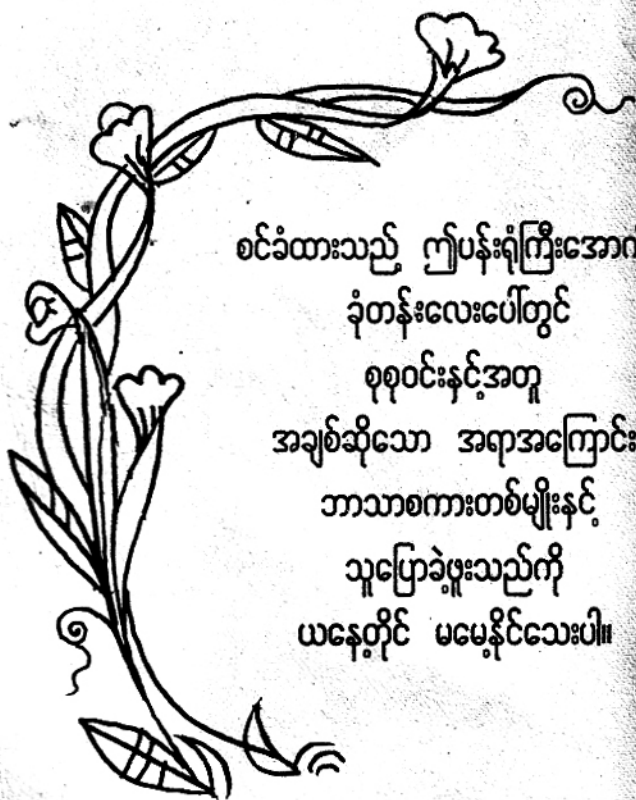 စင်ခံထားသည့် ဤပန်းရုံကြီးအောက်
ခုံတန်းလေးပေါ်တွင်
စုစုဝင်းနှင့်အတူ
အချစ်ဆိုသော အရာအကြောင်း
ဘာသာစကားတစ်မျိုးနှင့်
သူပြောခဲ့ဖူးသည်ကို
ယနေ့တိုင် မမေ့နိုင်သေးပါ။